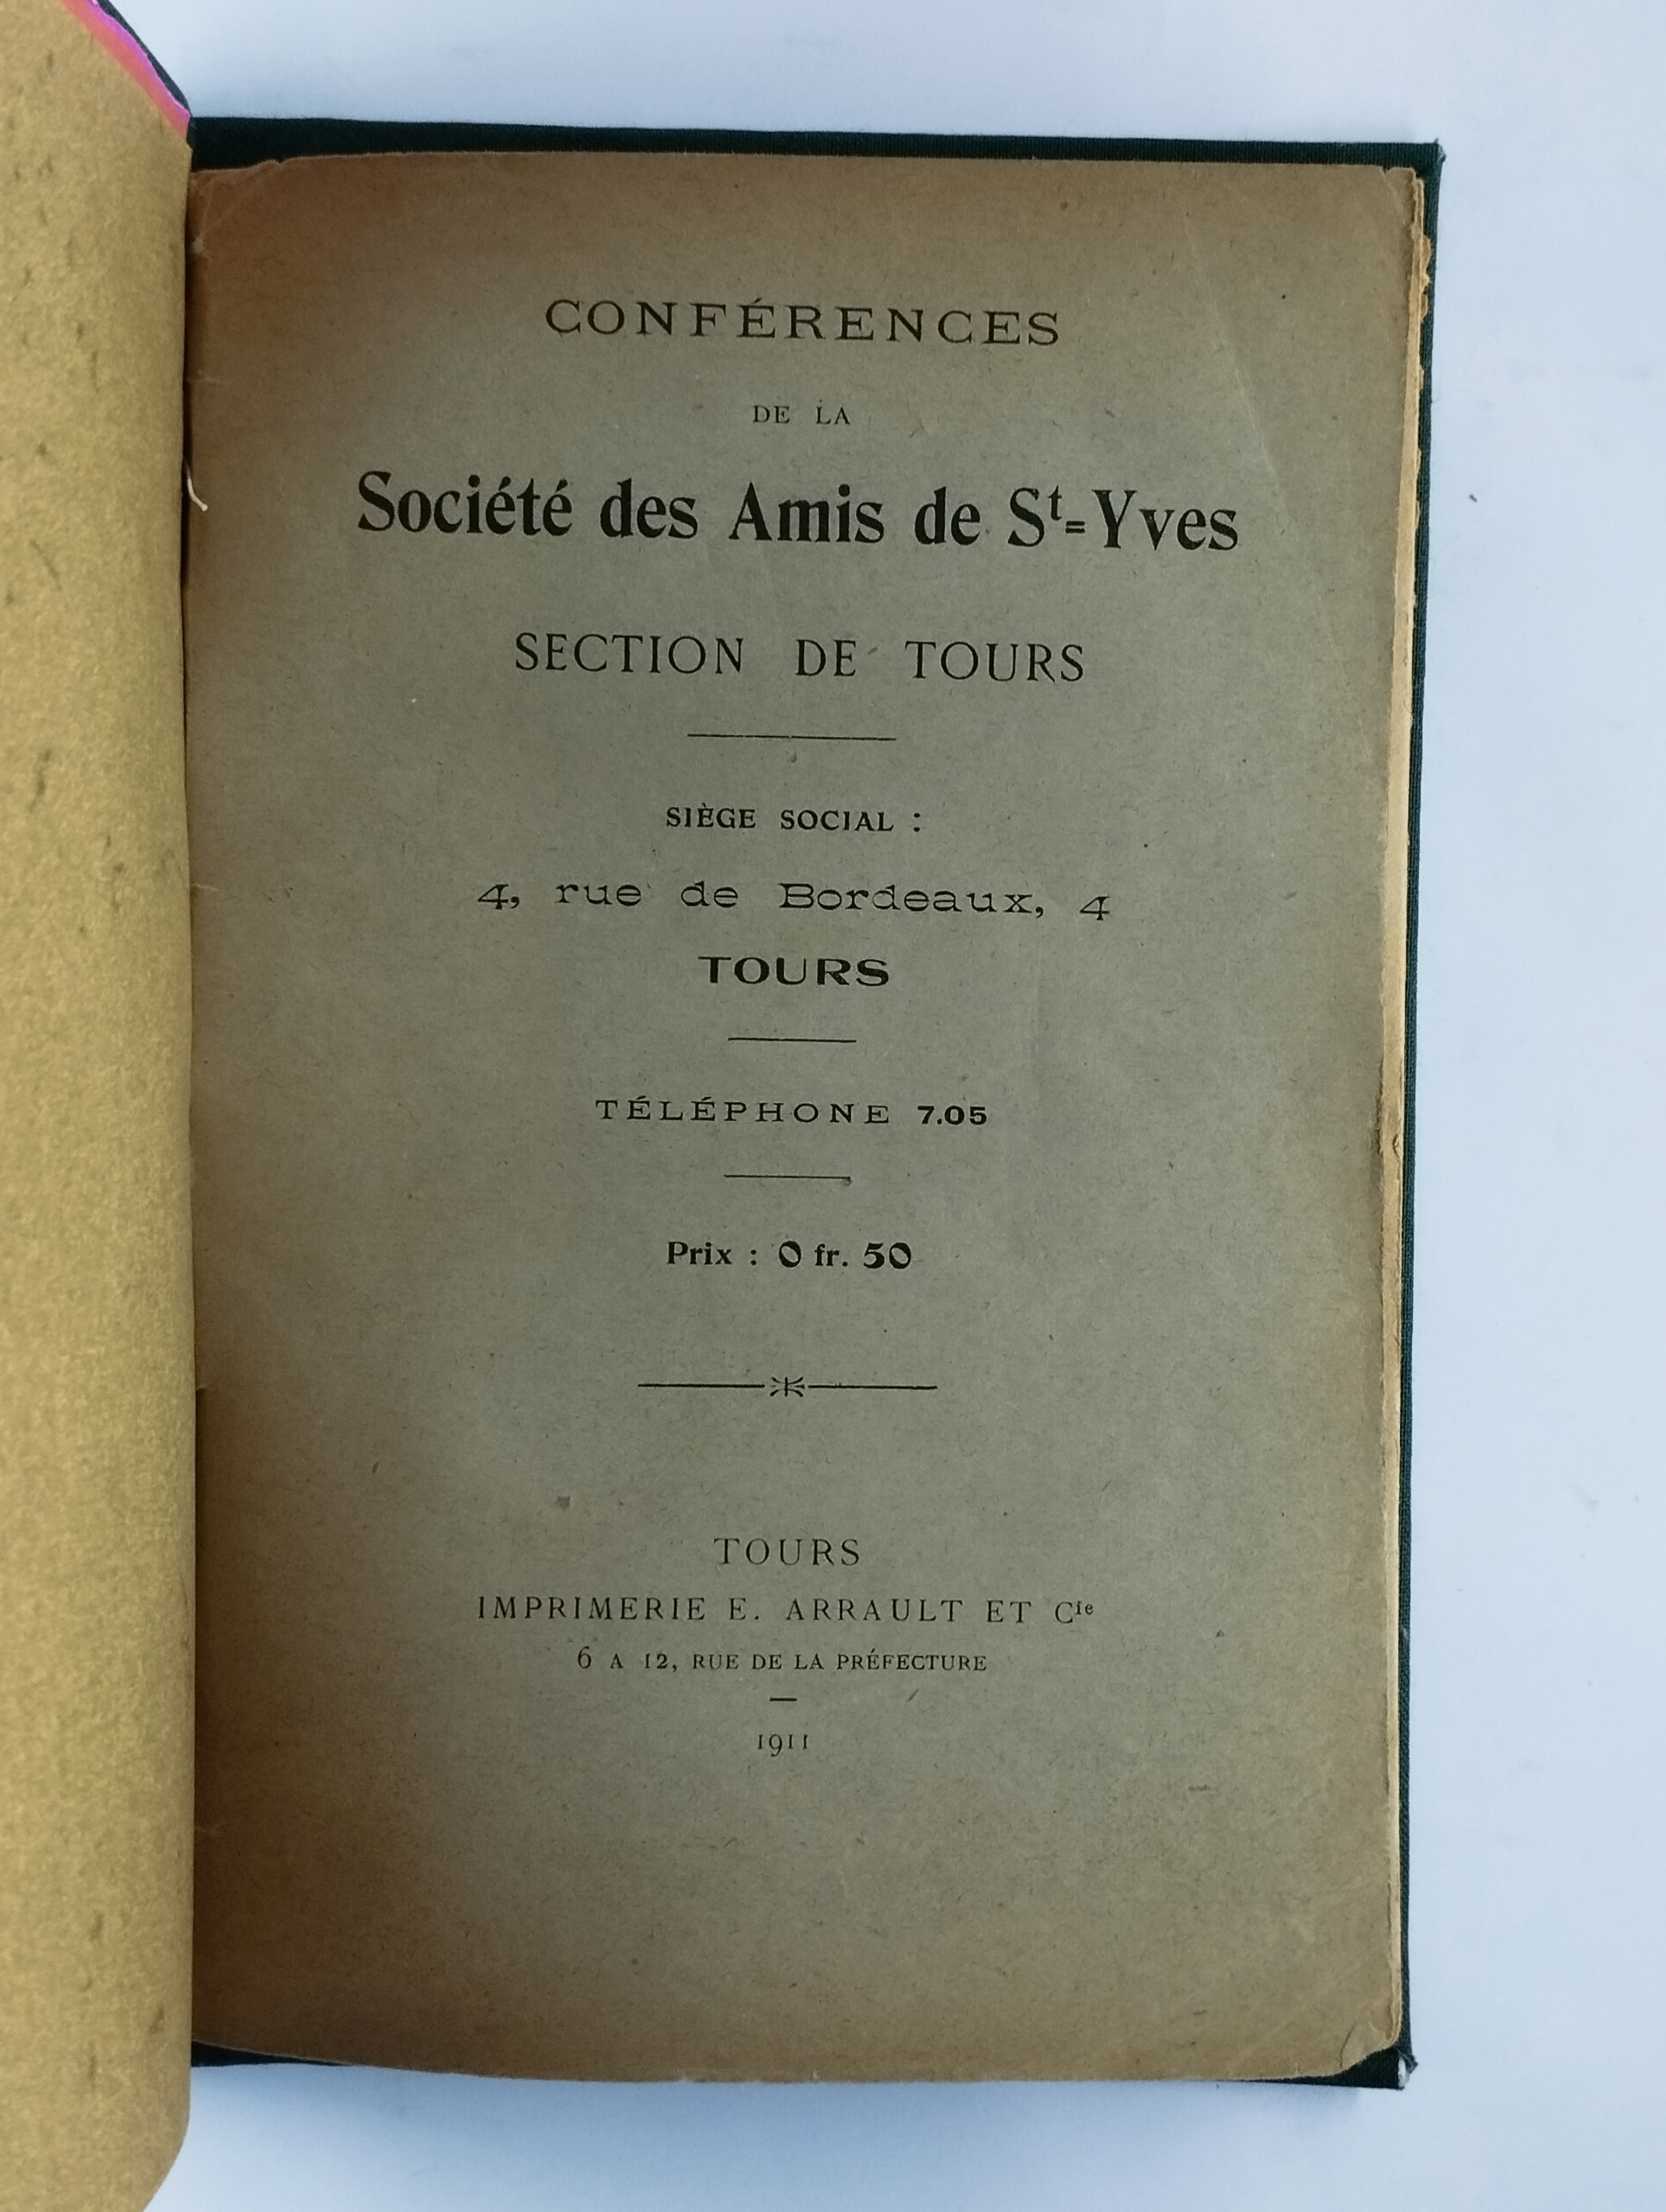 CONFÉRENCES
DE LA
Société des Amis de St=Yves
SECTION DE TOURS
SIÈGE SOCIAL :
4, rue de Bordeaux, 4
TOURS
TÉLÉPHONE 7.05
Prix : 0 fr. 50
TOURS
IMPRIMERIE E. ARRAULT ET Cie
6 A 12, RUE DE LA PRÉFECTURE
1911